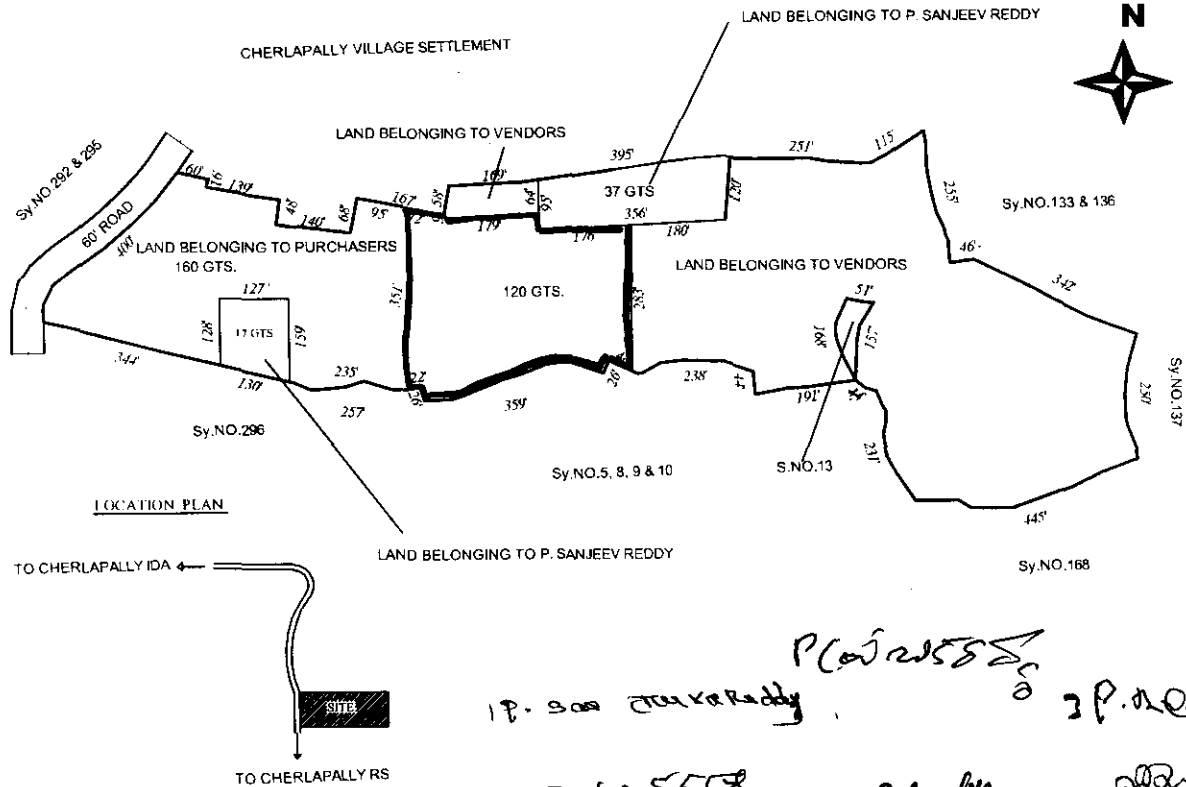 LAND BELONGING TO P. SANJEEV REDDY
N
CHERLAPALLY VILLAGE SETTLEMENT
LAND BELONGING TO VENDORS
Sy.NO.292 & 295
60'
16'
139'
48'
140'
68'
95'
167'
72'
58'
169'
179'
64'
95'
395'
37 GTS
356'
176'
180'
120'
251'
115'
255'
Sy.NO.133 & 136
46'
342'
60' ROAD
400'
LAND BELONGING TO PURCHASERS
160 GTS.
LAND BELONGING TO VENDORS
351'
120 GTS.
283'
127'
128'
17 GTS
159'
51'
168'
157'
344'
130'
235'
257'
22'
26'
359'
26'
238'
44'
191'
231'
230'
Sy.NO.137
Sy.NO.296
Sy.NO.5, 8, 9 & 10
S.NO.13
445'
LOCATION PLAN
LAND BELONGING TO P. SANJEEV REDDY
Sy.NO.168
TO CHERLAPALLY IDA
SITE
TO CHERLAPALLY RS